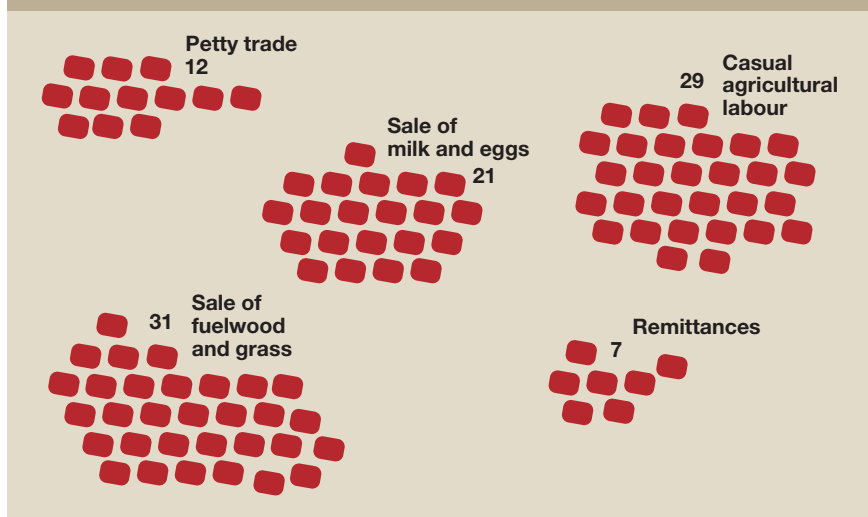 Petty trade
12
Sale of
milk and eggs
21
29
Casual
agricultural
labour
31
Sale of
fuelwood
and grass
Remittances
7